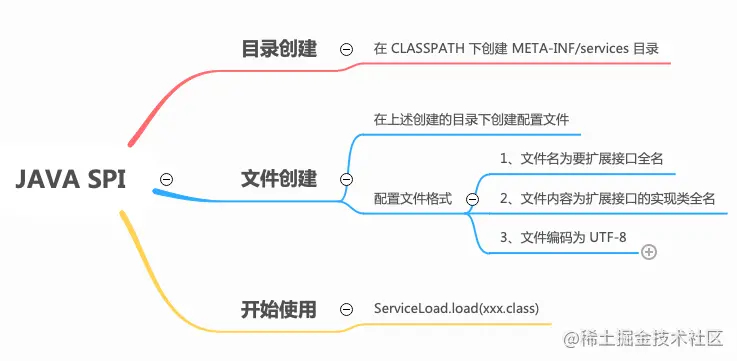 JAVA SPI
目录创建
在 CLASSPATH 下创建 META-INF/services 目录
文件创建
在上述创建的目录下创建配置文件
配置文件格式
1、文件名为要扩展接口全名
2、文件内容为扩展接口的实现类全名
3、文件编码为 UTF-8
开始使用
ServiceLoad.load(xxx.class)
@稀土掘金技术社区